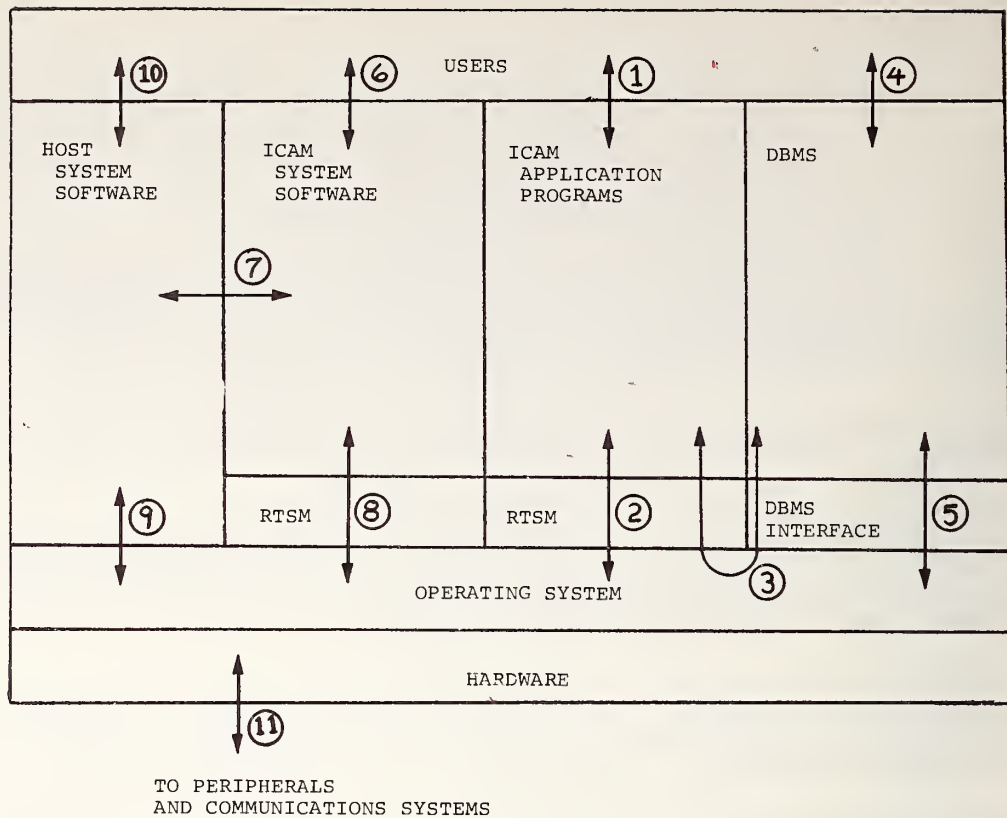 USERS
10
6
1
4
HOST
SYSTEM
SOFTWARE
ICAM
SYSTEM
SOFTWARE
ICAM
APPLICATION
PROGRAMS
DBMS
7
9
RTSM
8
RTSM
2
DBMS
INTERFACE
5
3
OPERATING SYSTEM
HARDWARE
11
TO PERIPHERALS
AND COMMUNICATIONS SYSTEMS